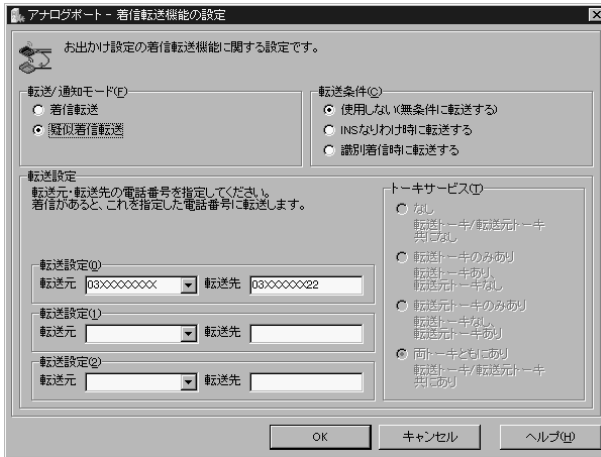 アナログポート - 着信転送機能の設定
お出かけ設定の着信転送機能に関する設定です。
転送/通知モード(F)
着信転送
疑似着信転送
転送条件(C)
使用しない(無条件に転送する)
INSなりわけ時に転送する
識別着信時に転送する
転送設定
転送元・転送先の電話番号を指定してください。
着信があると、これを指定した電話番号に転送します。
転送設定(0)
転送元 03XXXXXXXX 転送先 03XXXXXX22
転送設定(1)
転送元 転送先
転送設定(2)
転送元 転送先
トーキサービス(T)
なし
転送トーキ/転送元トーキ
共になし
転送トーキのみあり
転送トーキあり、
転送元トーキなし
転送元トーキのみあり
転送トーキなし、
転送元トーキあり
両トーキともにあり
転送トーキ/転送元トーキ
共にあり
OK キャンセル ヘルプ(H)